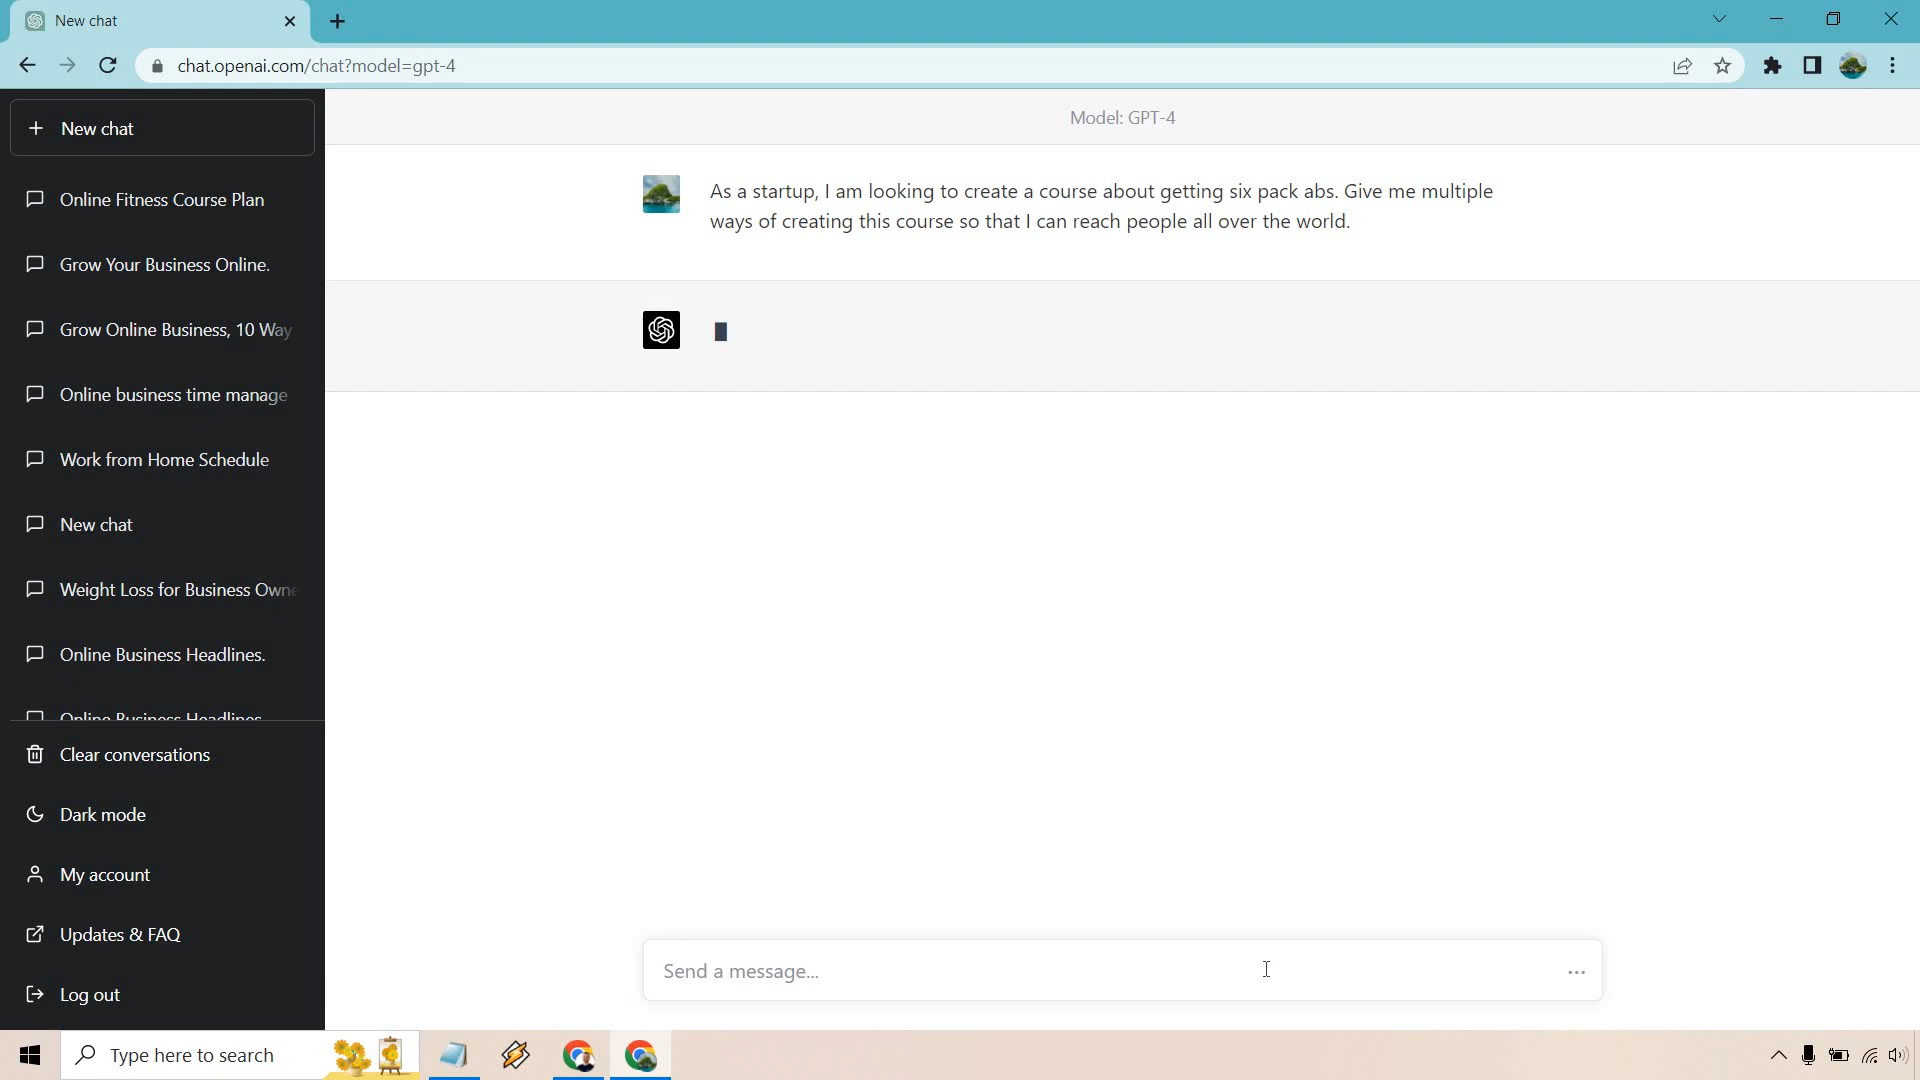 New chat
chat.openai.com/chat?model=gpt-4
New chat
Online Fitness Course Plan
Grow Your Business Online.
Grow Online Business, 10 Way
Online business time manage
Work from Home Schedule
New chat
Weight Loss for Business Owne
Online Business Headlines.
Online Business Headlines
Clear conversations
Dark mode
My account
Updates & FAQ
Log out
Model: GPT-4
As a startup, I am looking to create a course about getting six pack abs. Give me multiple
ways of creating this course so that I can reach people all over the world.
Send a message...
Type here to search